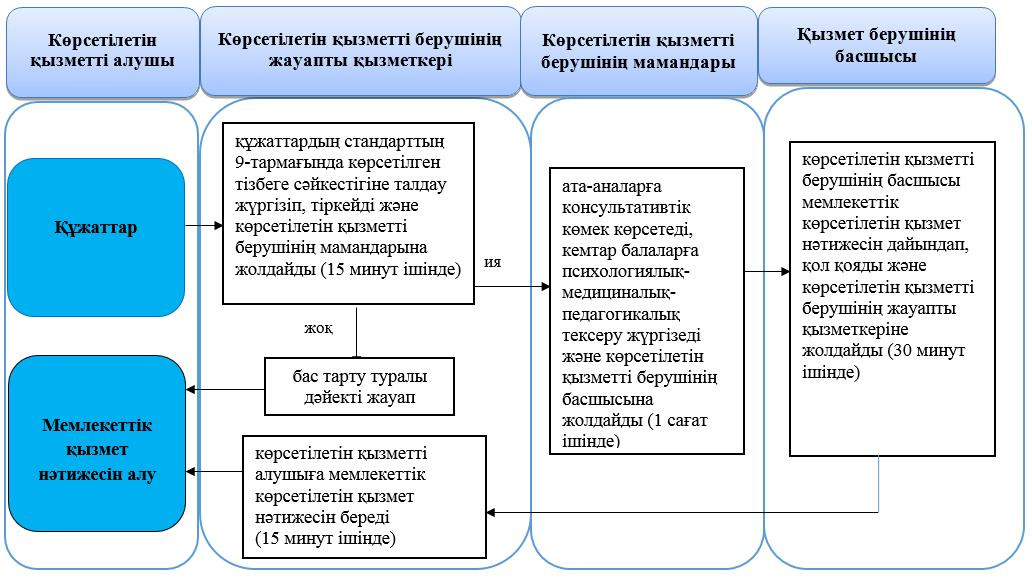 Көрсетілетін
қызметті алушы
Көрсетілетін қызметті берушінің
жауапты қызметкері
Көрсетілетін қызметті
берушінің мамандары
Қызмет берушінің
басшысы
Құжаттар
құжаттардың стандарттың
9-тармағында көрсетілген
тізбеге сәйкестігіне талдау
жүргізіп, тіркейді және
көрсетілетін қызметті
берушінің мамандарына
жолдайды (15 минут ішінде)
ия
жоқ
бас тарту туралы
дәйекті жауап
ата-аналарға
консультативтік
көмек көрсетеді,
кемтар балаларға
психологиялық-
медициналық-
педагогикалық
тексеру жүргізеді
және көрсетілетін
қызметті берушінің
басшысына
жолдайды (1 сағат
ішінде)
көрсетілетін қызметті
берушінің басшысы
мемлекеттік
көрсетілетін қызмет
нәтижесін дайындап,
қол қояды және
көрсетілетін қызметті
берушінің жауапты
қызметкеріне
жолдайды (30 минут
ішінде)
Мемлекеттік
қызмет
нәтижесін алу
көрсетілетін қызметті
алушыға мемлекеттік
көрсетілетін қызмет
нәтижесін береді
(15 минут ішінде)